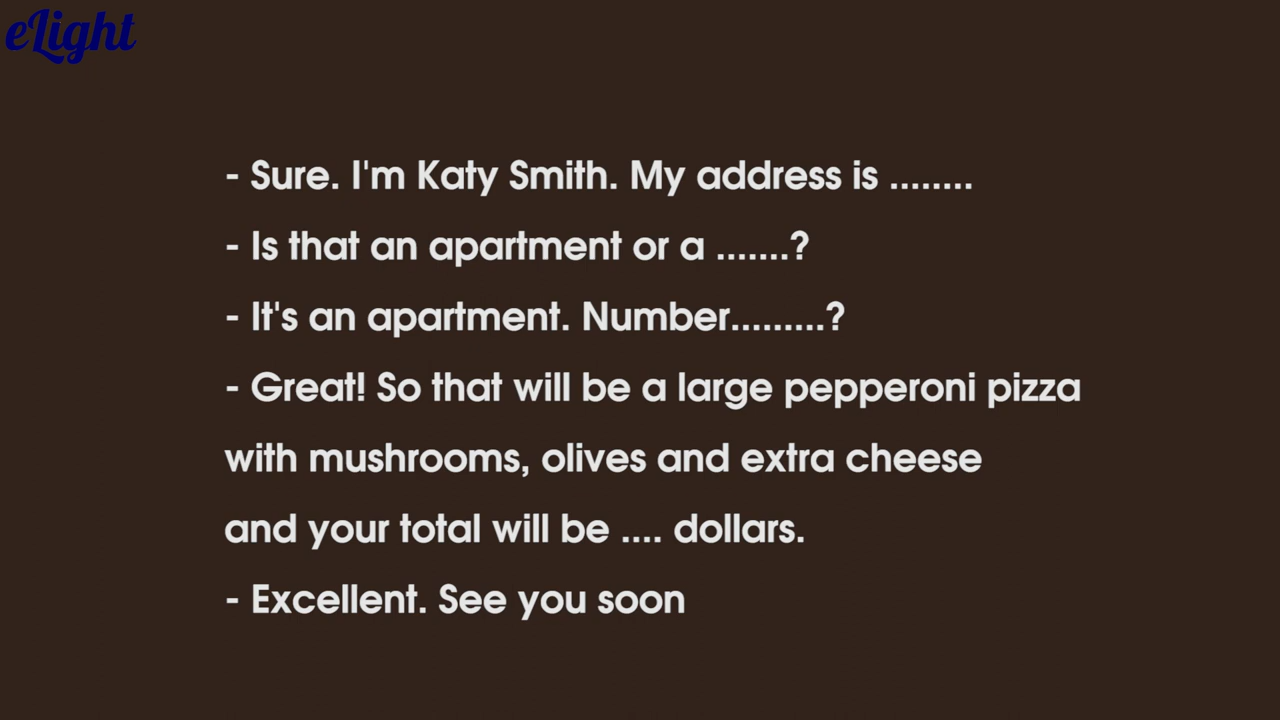 eLight
- Sure. I'm Katy Smith. My address is ........
- Is that an apartment or a .......?
- It's an apartment. Number.........?
- Great! So that will be a large pepperoni pizza
with mushrooms, olives and extra cheese
and your total will be .... dollars.
- Excellent. See you soon